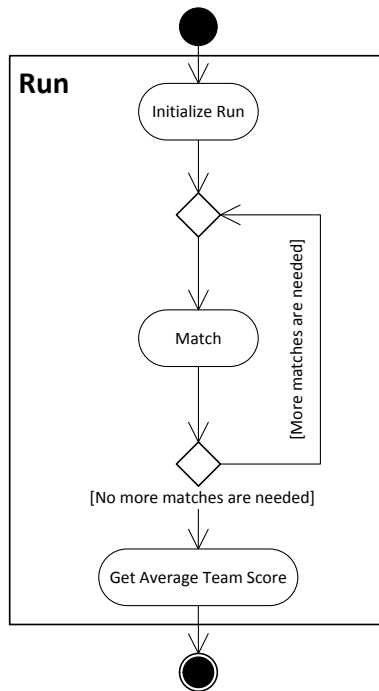 Run
Initialize Run
[More matches are needed]
Match
[No more matches are needed]
Get Average Team Score